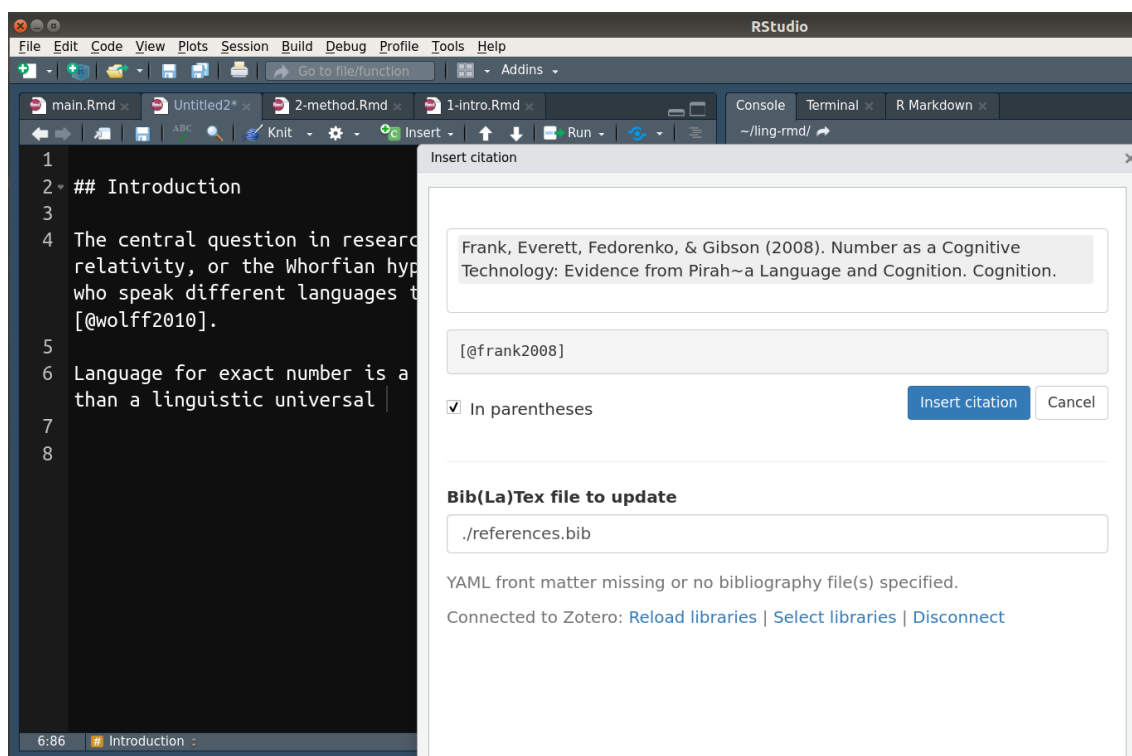 RStudio
File Edit Code View Plots Session Build Debug Profile Tools Help
Go to file/function Addins
main.Rmd Untitled2* 2-method.Rmd 1-intro.Rmd
Console Terminal R Markdown
ABC Knit Insert Run
~/ling-rmd/
Insert citation
1
2 ## Introduction
3
4 The central question in researc
relativity, or the Whorfian hyp
who speak different languages t
[@wolff2010].
5
6 Language for exact number is a
than a linguistic universal
7
8
Frank, Everett, Fedorenko, & Gibson (2008). Number as a Cognitive
Technology: Evidence from Pirah~a Language and Cognition. Cognition.
[@frank2008]
In parentheses
Insert citation Cancel
Bib(La)Tex file to update
./references.bib
YAML front matter missing or no bibliography file(s) specified.
Connected to Zotero: Reload libraries | Select libraries | Disconnect
6:86 # Introduction